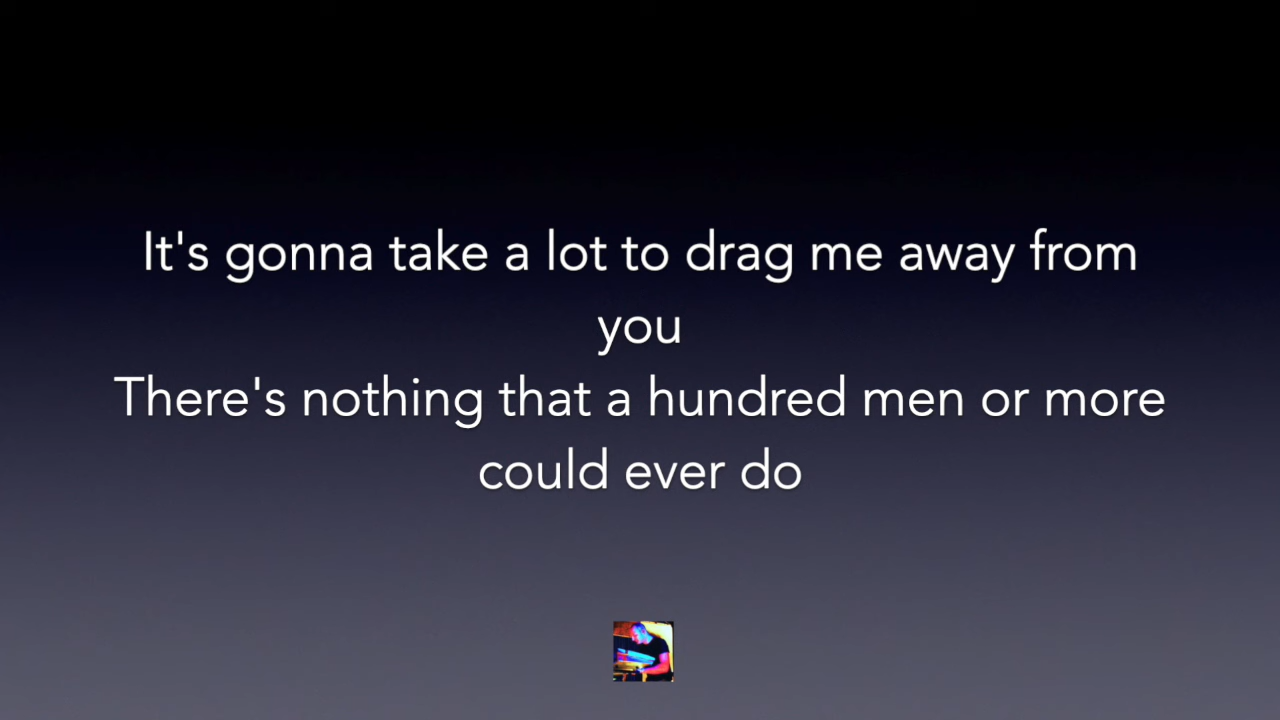 It's gonna take a lot to drag me away from
you
There's nothing that a hundred men or more
could ever do